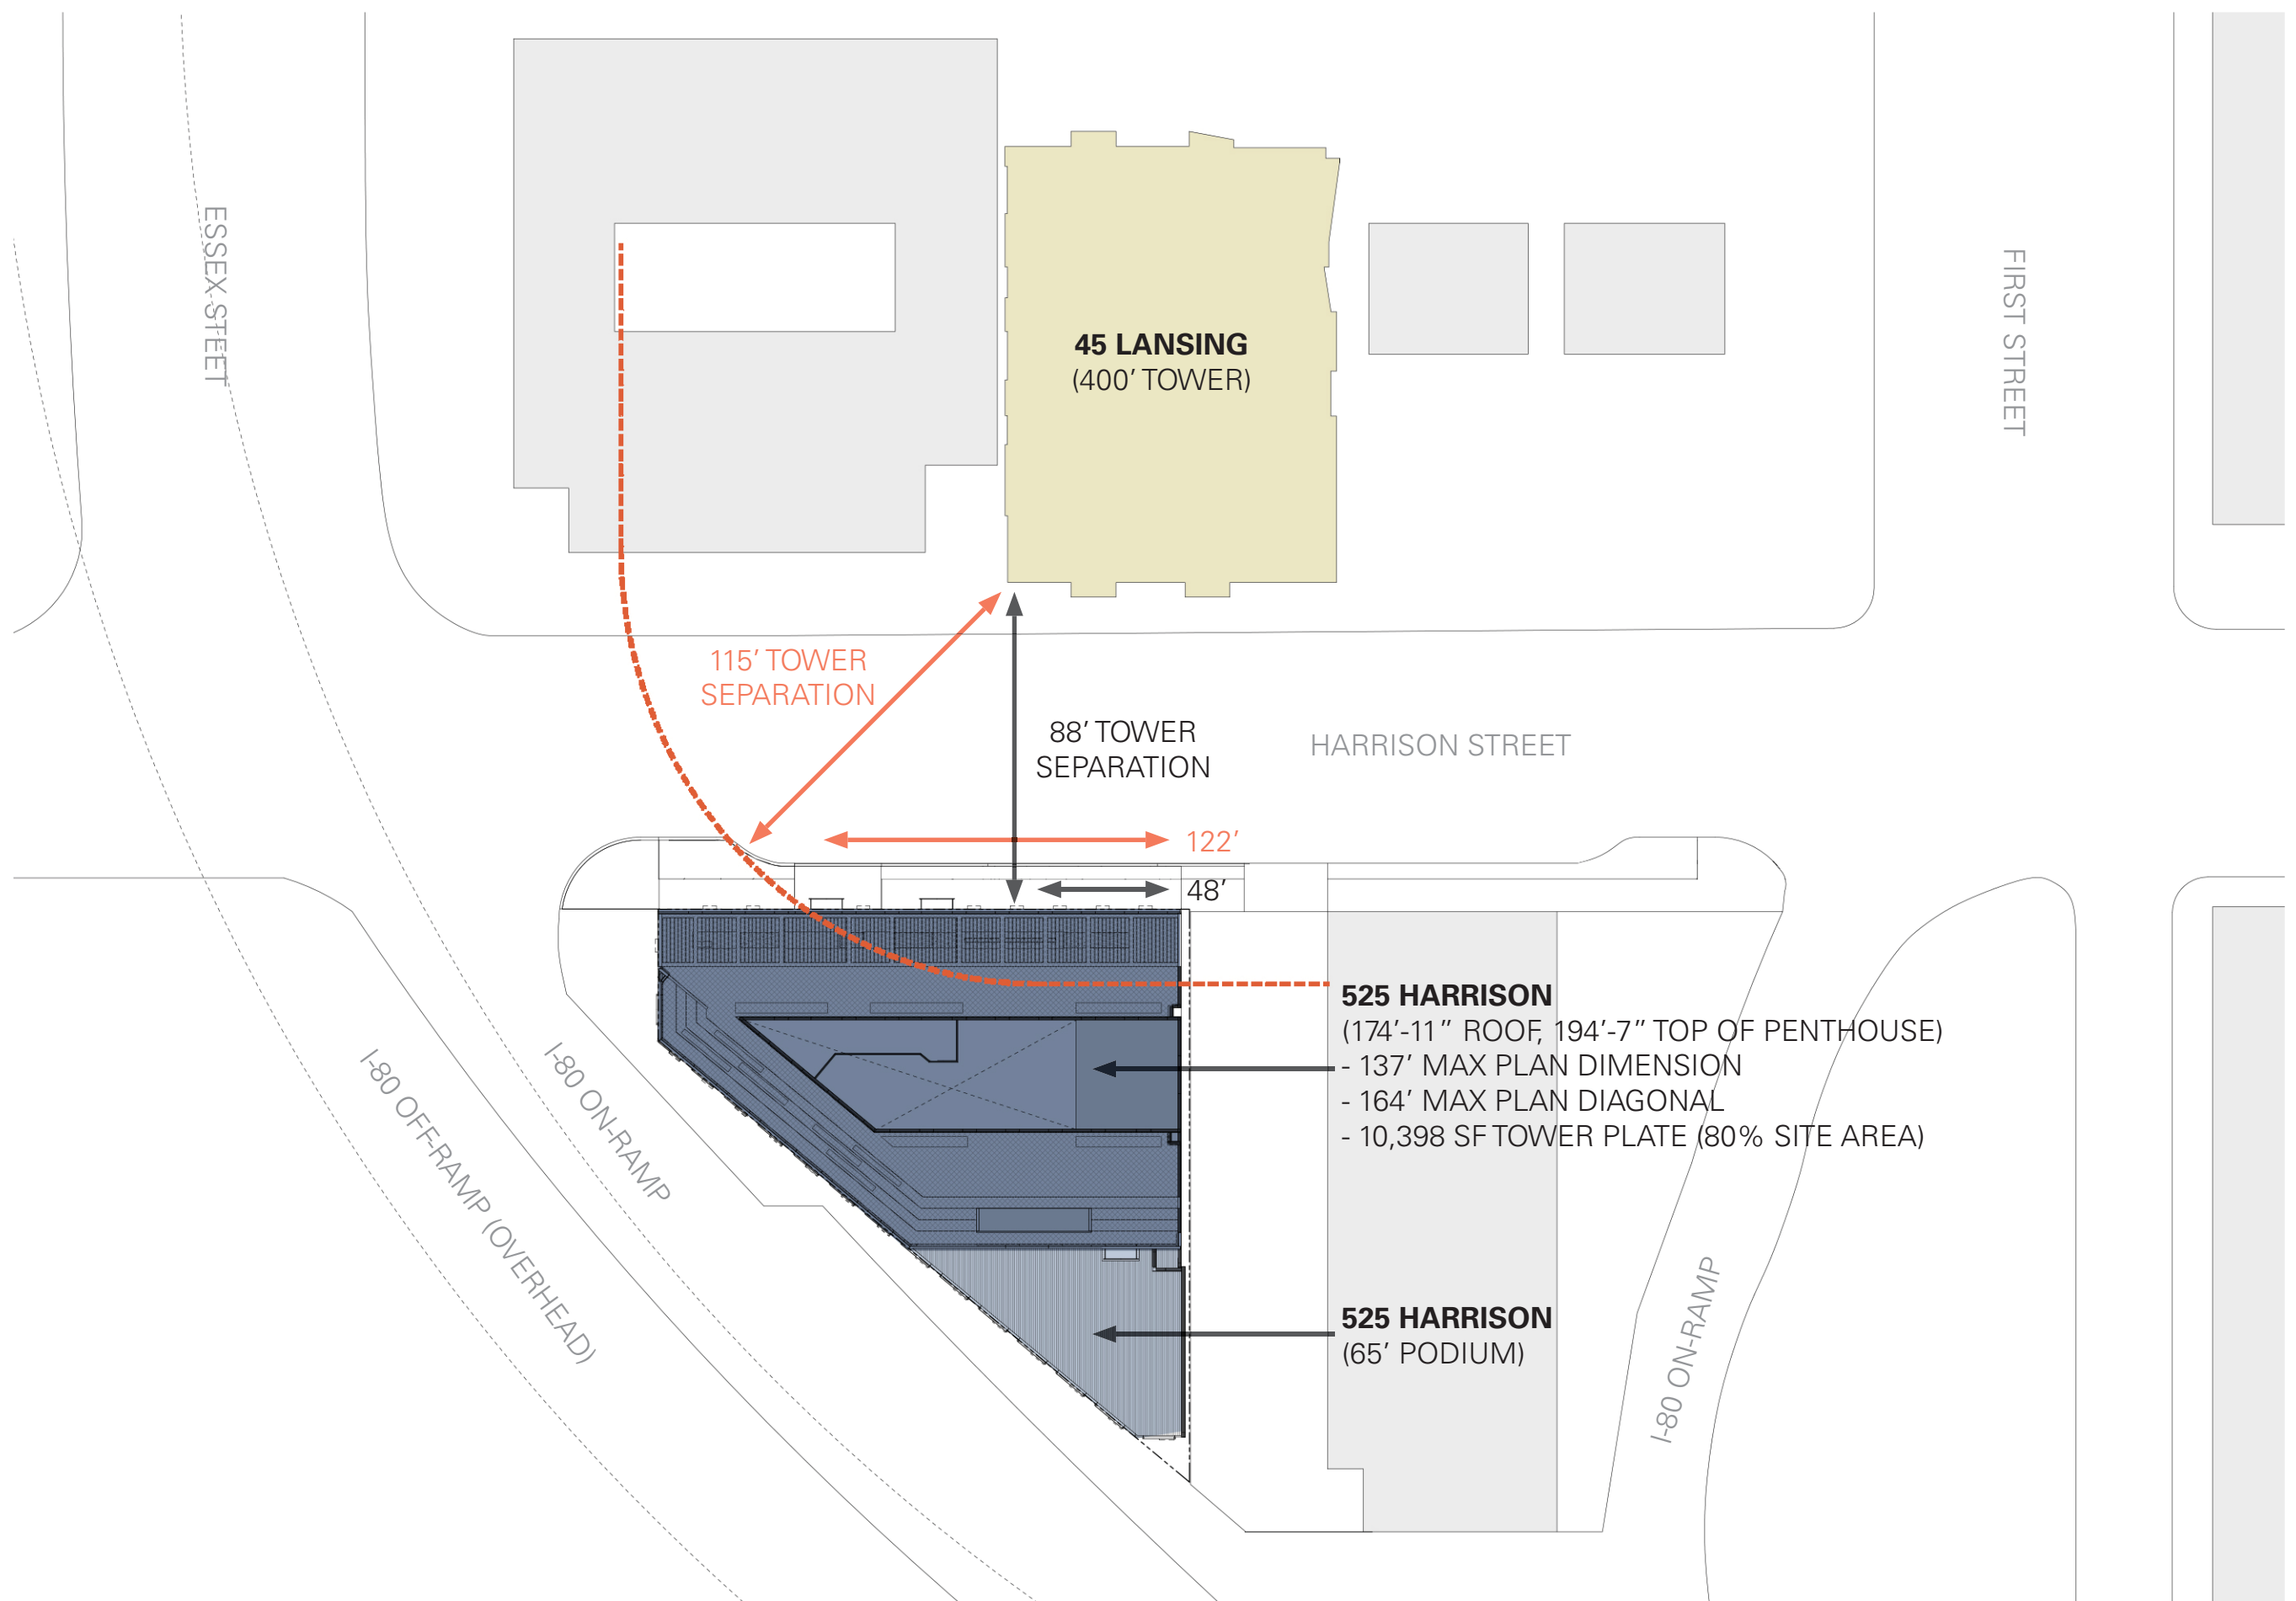 ESSEX STEET
FIRST STREET
45 LANSING
(400’ TOWER)
115’ TOWER
SEPARATION
88’ TOWER
SEPARATION
HARRISON STREET
122’
48’
525 HARRISON
(174’-11” ROOF, 194’-7” TOP OF PENTHOUSE)
- 137’ MAX PLAN DIMENSION
- 164’ MAX PLAN DIAGONAL
- 10,398 SF TOWER PLATE (80% SITE AREA)
I-80 OFF-RAMP (OVERHEAD)
I-80 ON-RAMP
525 HARRISON
(65’ PODIUM)
I-80 ON-RAMP